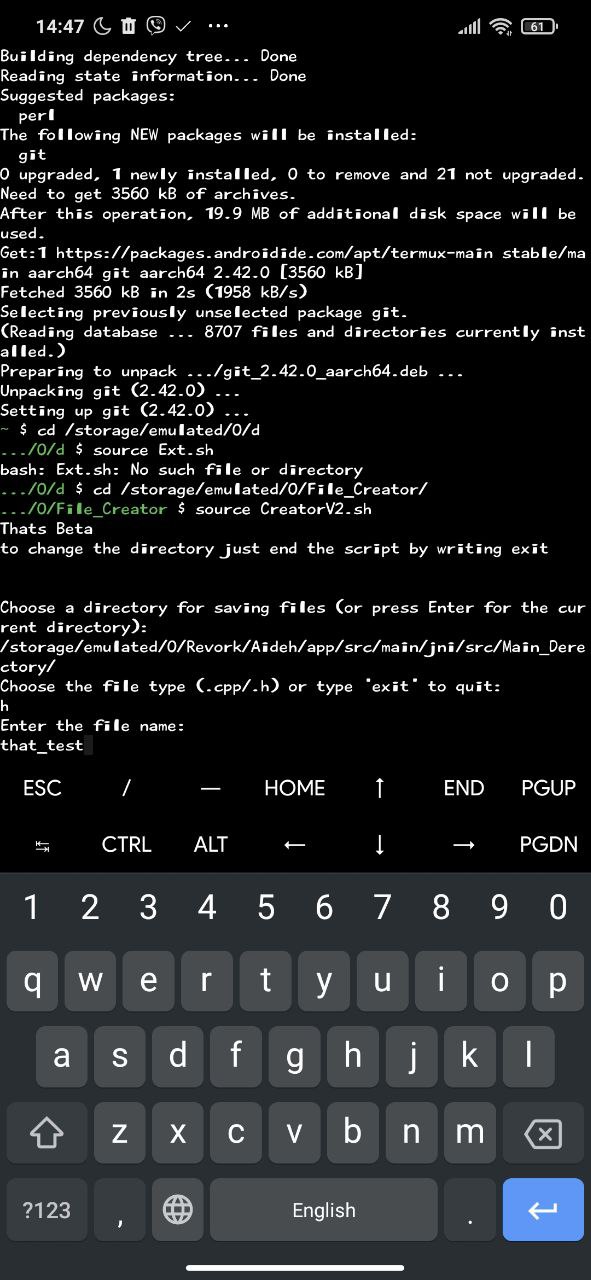 14:47 61
Building dependency tree... Done
Reading state information... Done
Suggested packages:
  perl
The following NEW packages will be installed:
  git
0 upgraded, 1 newly installed, 0 to remove and 21 not upgraded.
Need to get 3560 kB of archives.
After this operation, 19.9 MB of additional disk space will be
used.
Get:1 https://packages.androidide.com/apt/termux-main stable/ma
in aarch64 git aarch64 2.42.0 [3560 kB]
Fetched 3560 kB in 2s (1958 kB/s)
Selecting previously unselected package git.
(Reading database ... 8707 files and directories currently inst
alled.)
Preparing to unpack .../git_2.42.0_aarch64.deb ...
Unpacking git (2.42.0) ...
Setting up git (2.42.0) ...
~ $ cd /storage/emulated/0/d
.../0/d $ source Ext.sh
bash: Ext.sh: No such file or directory
.../0/d $ cd /storage/emulated/0/File_Creator/
.../0/File_Creator $ source CreatorV2.sh
Thats Beta
to change the directory just end the script by writing exit
Choose a directory for saving files (or press Enter for the cur
rent directory):
/storage/emulated/0/Revork/Aideh/app/src/main/jni/src/Main_Dere
ctory/
Choose the file type (.cpp/.h) or type "exit" to quit:
h
Enter the file name:
that_test
ESC / — HOME ↑ END PGUP
↹ CTRL ALT ← ↓ → PGDN
1 2 3 4 5 6 7 8 9 0
q w e r t y u i o p
a s d f g h j k l
z x c v b n m
?123 , English .